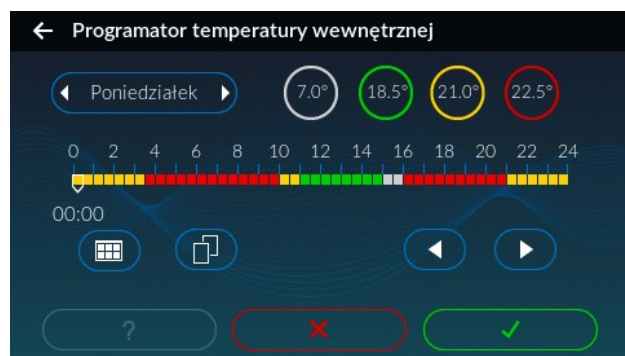 Programator temperatury wewnętrznej
Poniedziałek 7.0° 18.5° 21.0° 22.5°
0 2 4 6 8 10 12 14 16 18 20 22 24
00:00
?